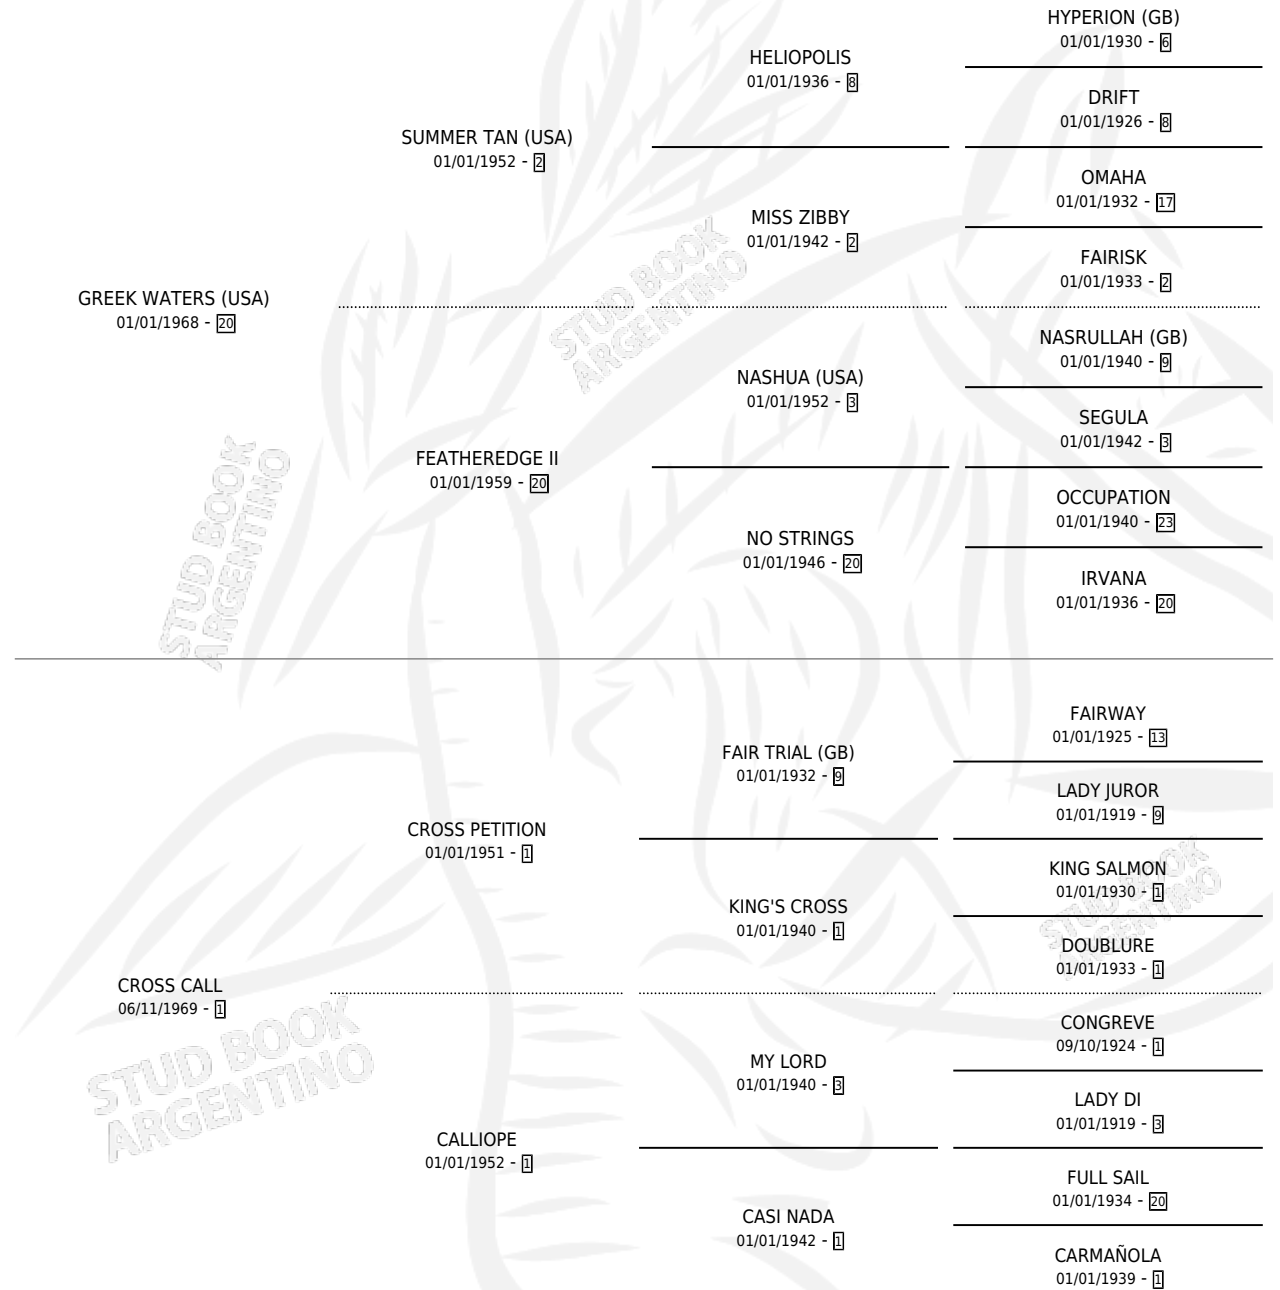 HYPERION (GB)
01/01/1930 - 6
HELIOPOLIS
01/01/1936 - 8
DRIFT
01/01/1926 - 8
SUMMER TAN (USA)
01/01/1952 - 2
OMAHA
01/01/1932 - 17
MISS ZIBBY
01/01/1942 - 2
FAIRISK
01/01/1933 - 2
GREEK WATERS (USA)
01/01/1968 - 20
NASRULLAH (GB)
01/01/1940 - 9
NASHUA (USA)
01/01/1952 - 3
SEGULA
01/01/1942 - 3
FEATHEREDGE II
01/01/1959 - 20
OCCUPATION
01/01/1940 - 23
NO STRINGS
01/01/1946 - 20
IRVANA
01/01/1936 - 20
FAIRWAY
01/01/1925 - 13
FAIR TRIAL (GB)
01/01/1932 - 9
LADY JUROR
01/01/1919 - 9
CROSS PETITION
01/01/1951 - 1
KING SALMON
01/01/1930 - 1
KING'S CROSS
01/01/1940 - 1
DOUBLURE
01/01/1933 - 1
CROSS CALL
06/11/1969 - 1
CONGREVE
09/10/1924 - 1
MY LORD
01/01/1940 - 3
LADY DI
01/01/1919 - 3
CALLIOPE
01/01/1952 - 1
FULL SAIL
01/01/1934 - 20
CASI NADA
01/01/1942 - 1
CARMAÑOLA
01/01/1939 - 1
STUD BOOK
ARGENTINO
STUD BOOK
ARGENTINO
STUD BOOK
ARGENTINO
STUD BOOK
ARGENTINO